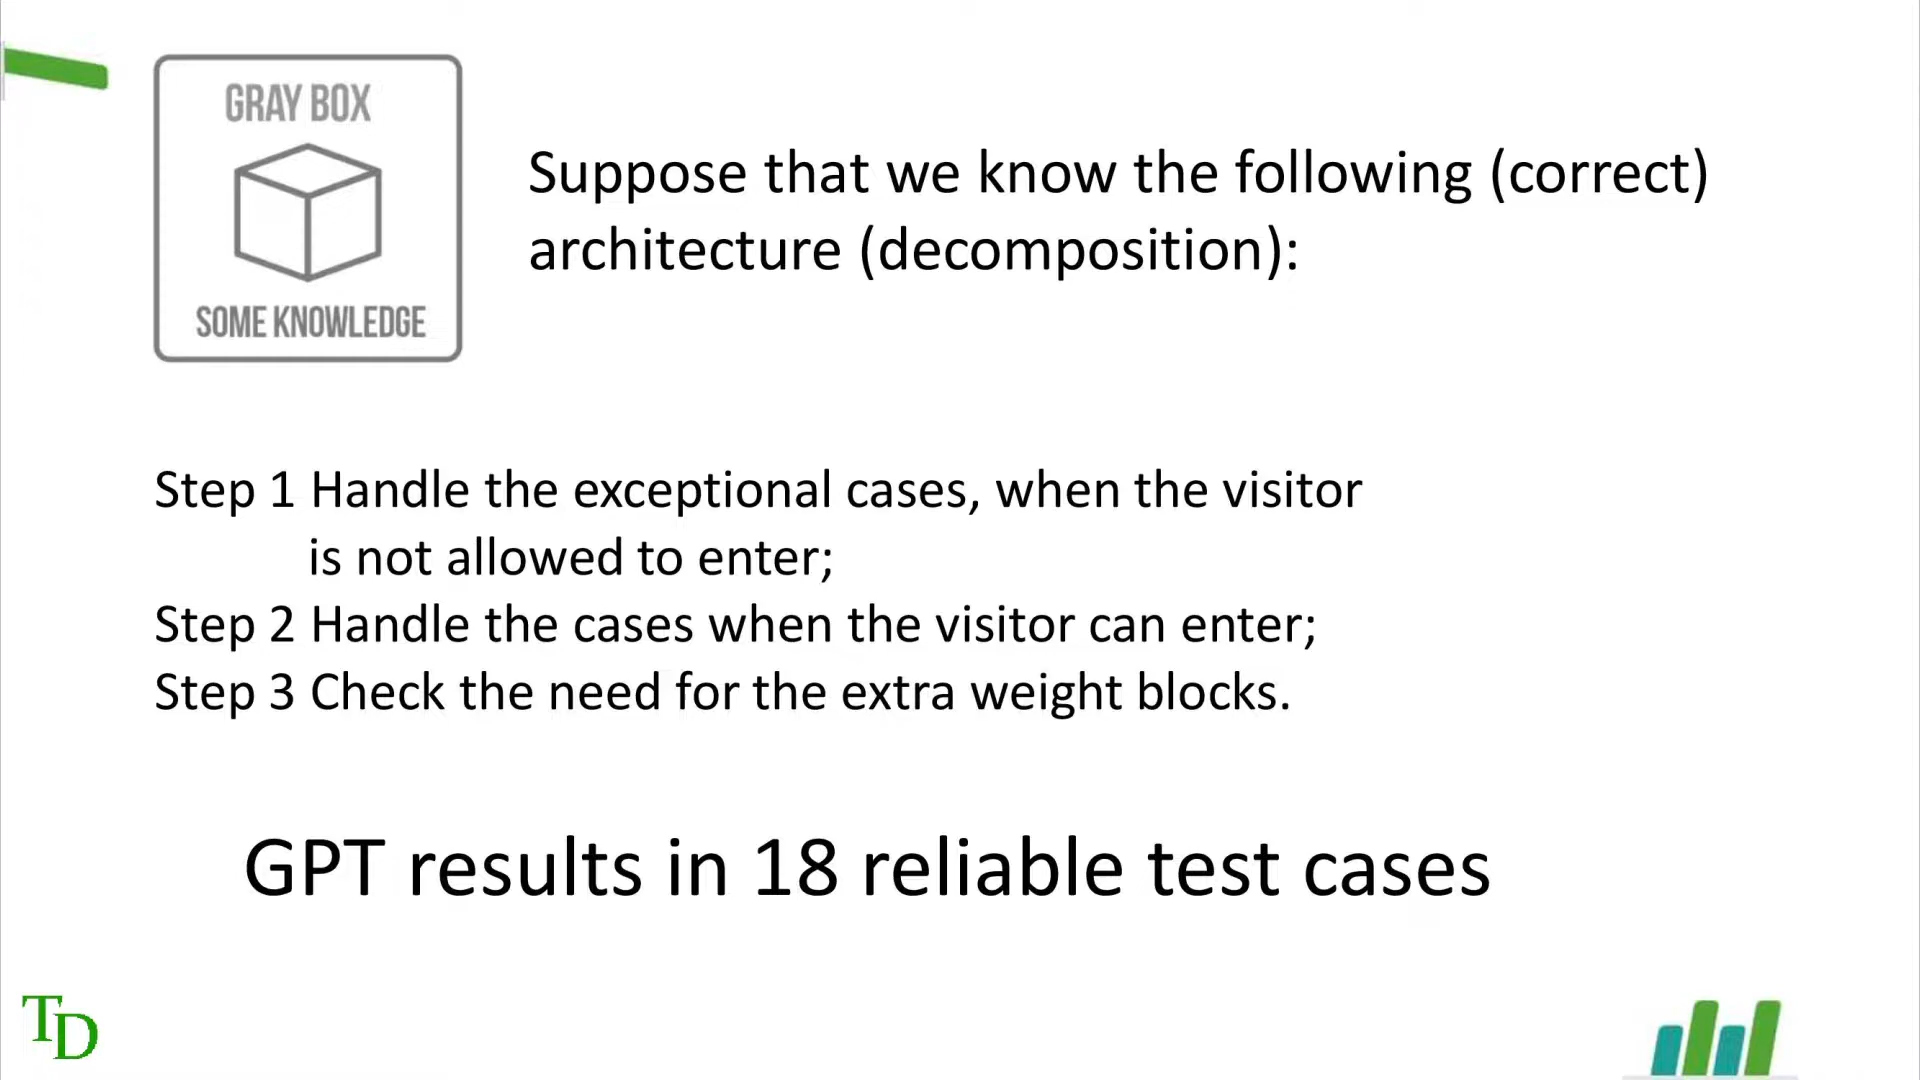 GRAY BOX
SOME KNOWLEDGE
Suppose that we know the following (correct)
architecture (decomposition):
Step 1 Handle the exceptional cases, when the visitor
is not allowed to enter;
Step 2 Handle the cases when the visitor can enter;
Step 3 Check the need for the extra weight blocks.
GPT results in 18 reliable test cases
TD